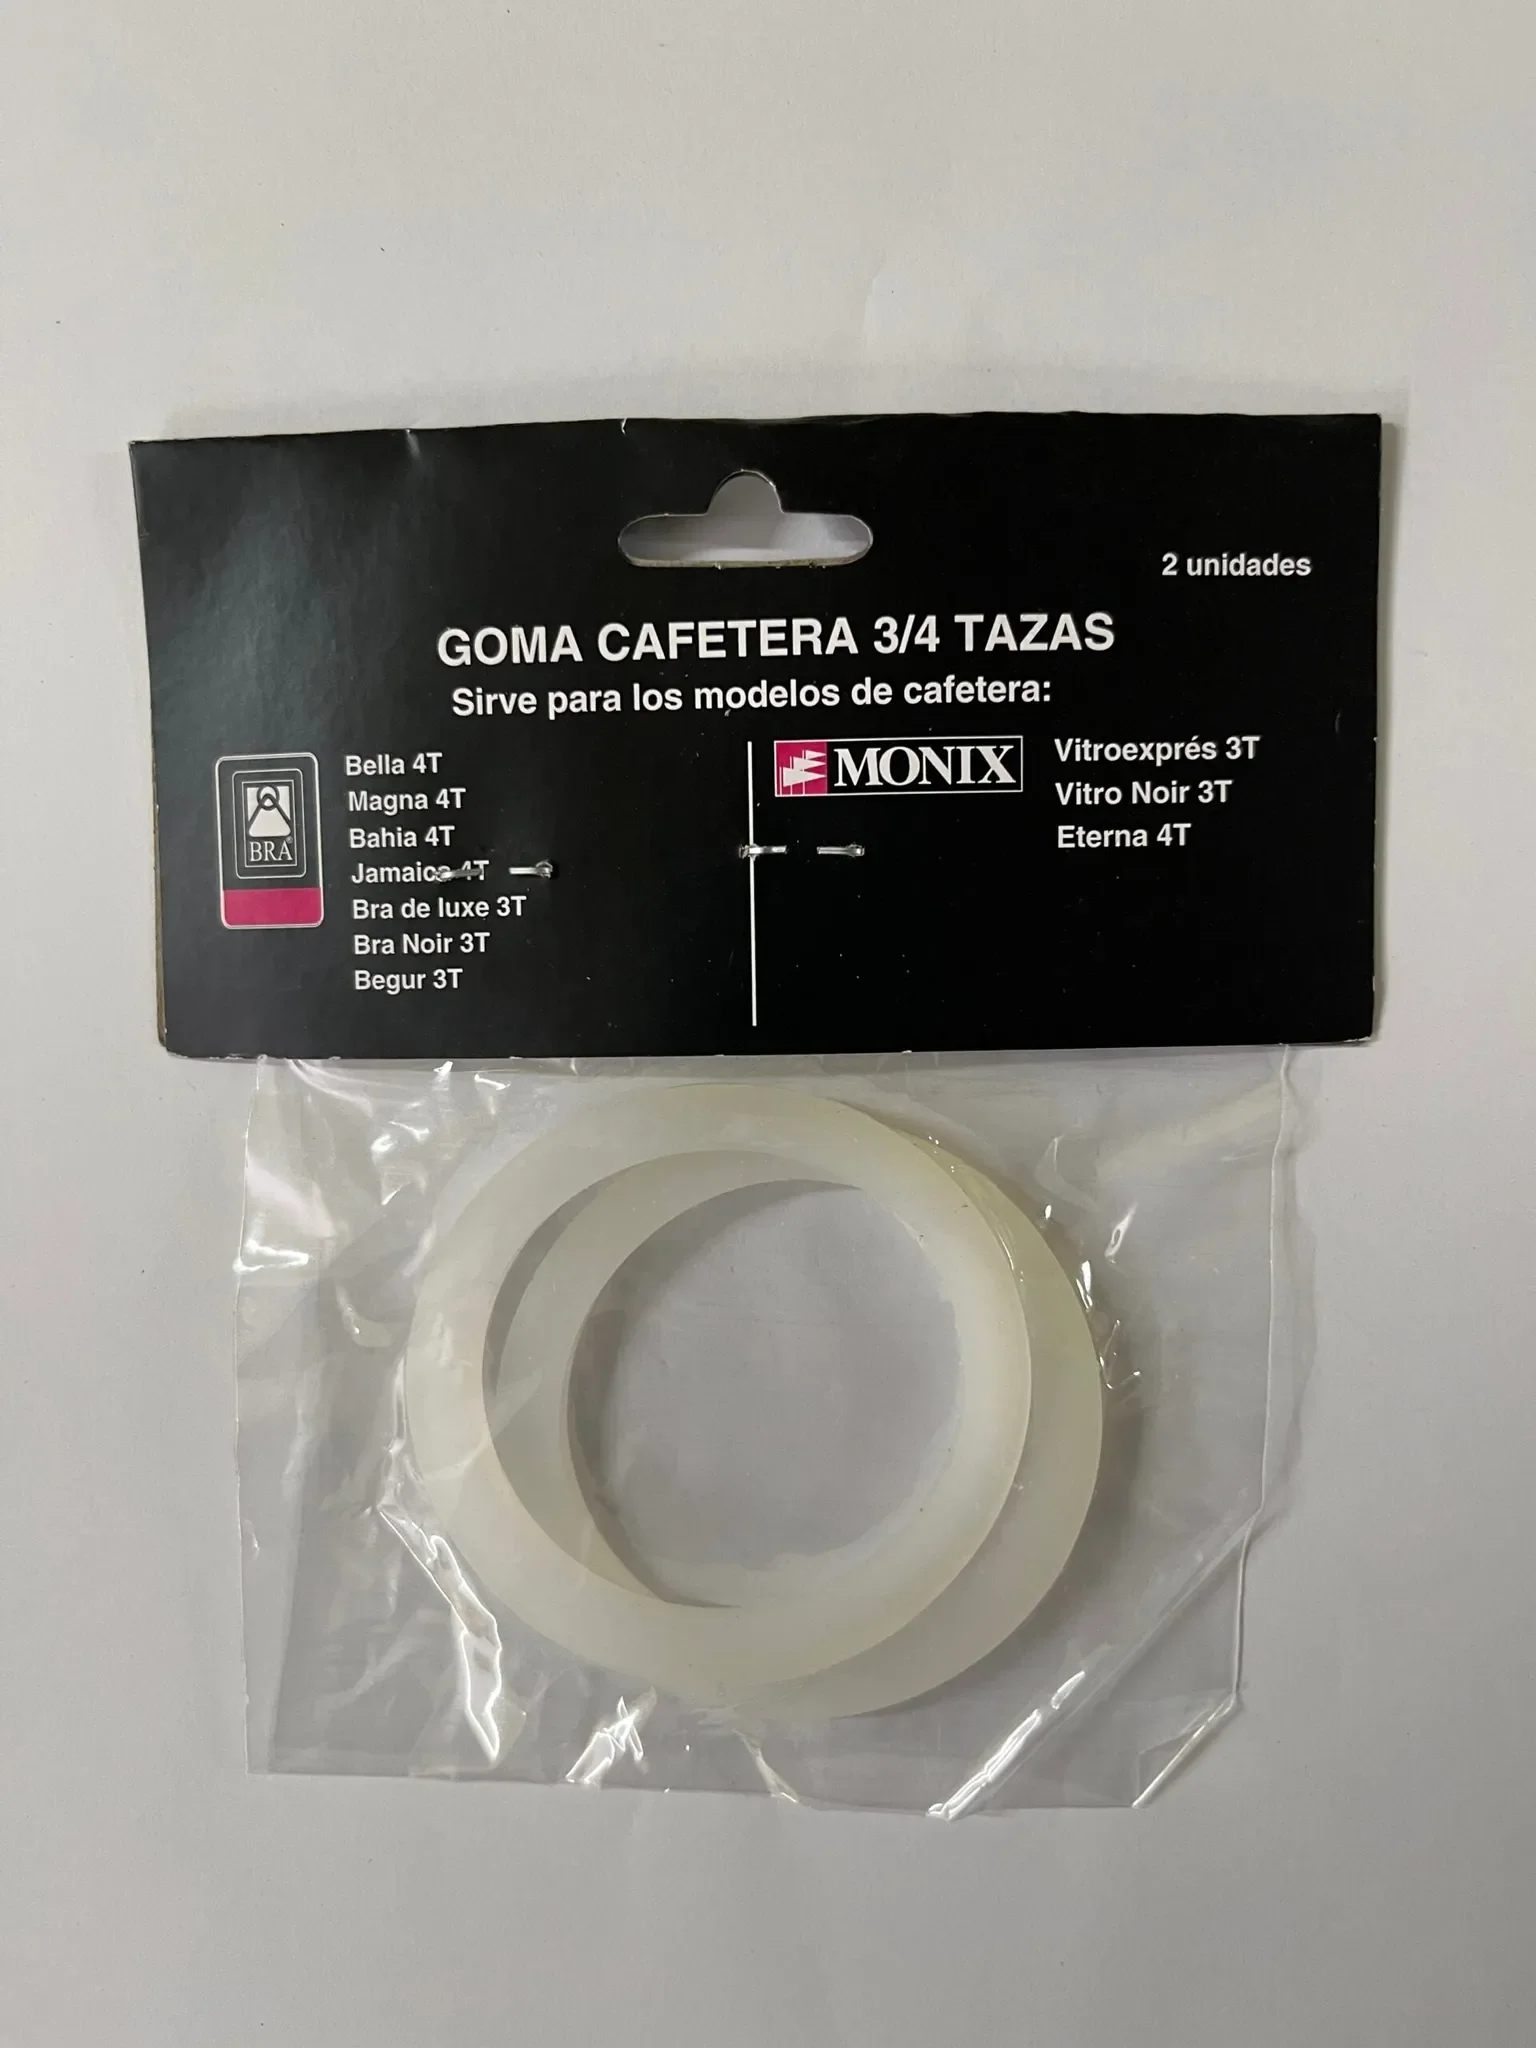 2 unidades
GOMA CAFETERA 3/4 TAZAS
Sirve para los modelos de cafetera:
BRA
Bella 4T
Magna 4T
Bahia 4T
Jamaica 4T
Bra de luxe 3T
Bra Noir 3T
Begur 3T
MONIX
Vitroexprés 3T
Vitro Noir 3T
Eterna 4T